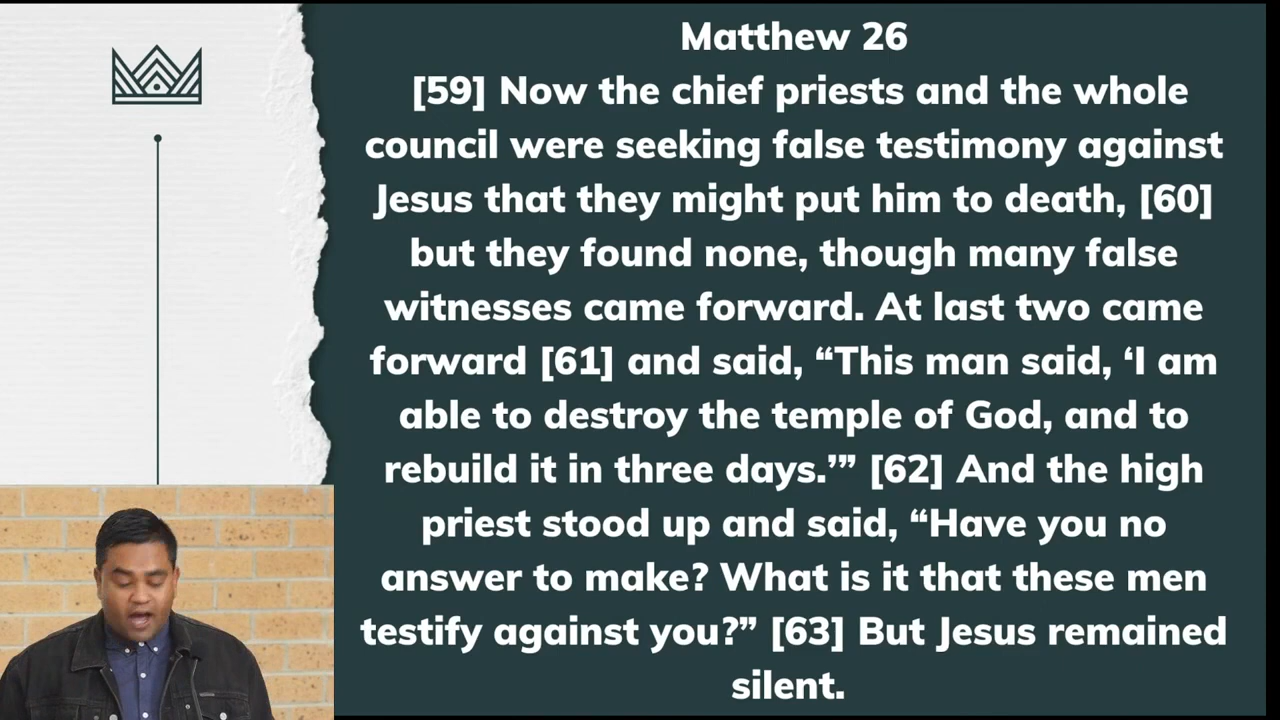 Matthew 26
[59] Now the chief priests and the whole
council were seeking false testimony against
Jesus that they might put him to death, [60]
but they found none, though many false
witnesses came forward. At last two came
forward [61] and said, “This man said, ‘I am
able to destroy the temple of God, and to
rebuild it in three days.’” [62] And the high
priest stood up and said, “Have you no
answer to make? What is it that these men
testify against you?” [63] But Jesus remained
silent.